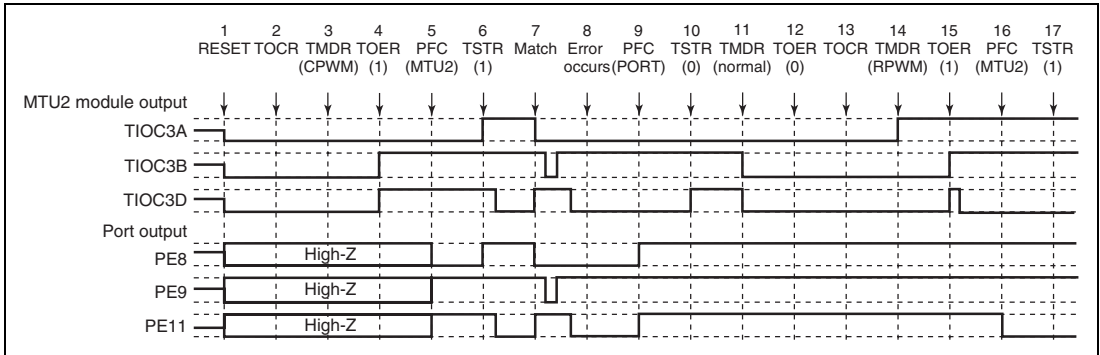 1 2 3 4 5 6 7 8 9 10 11 12 13 14 15 16 17
RESET TOCR TMDR TOER PFC TSTR Match Error PFC TSTR TMDR TOER TOCR TMDR TOER PFC TSTR
(CPWM) (1) (MTU2) (1) occurs (PORT) (0) (normal) (0) (RPWM) (1) (MTU2) (1)
MTU2 module output
TIOC3A
TIOC3B
TIOC3D
Port output
PE8 High-Z
PE9 High-Z
PE11 High-Z